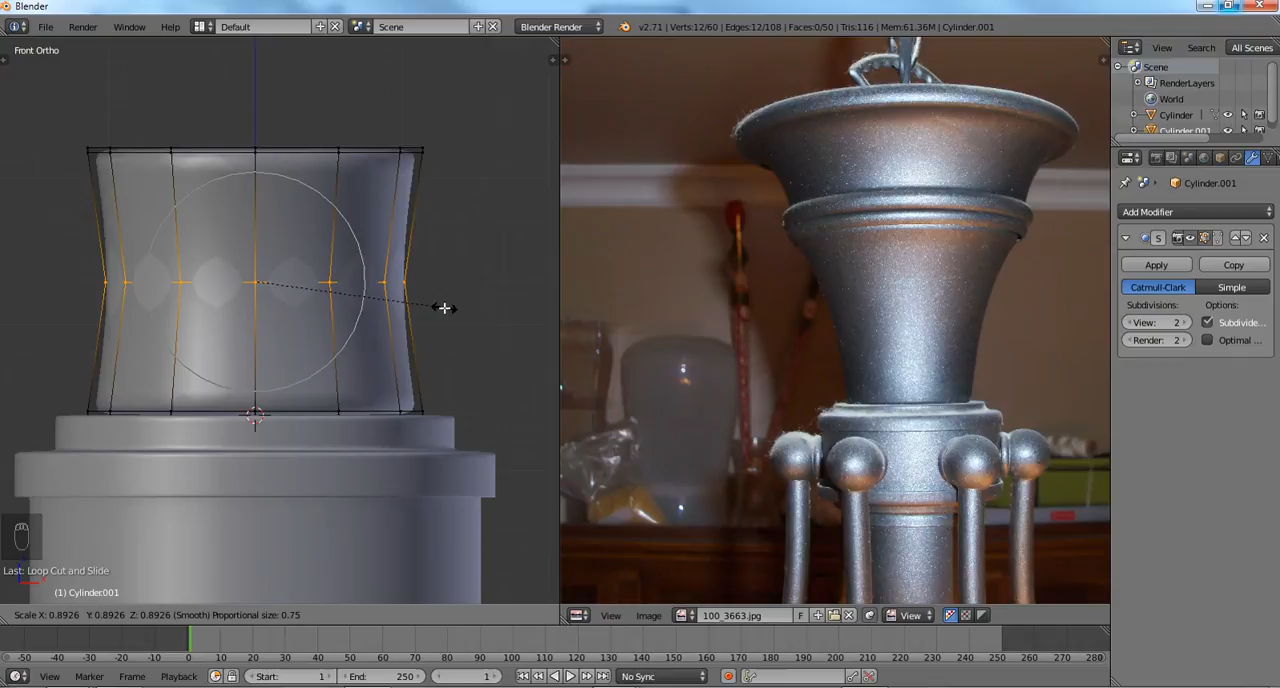 Blender
File Render Window Help Default Scene Blender Render v2.71 | Verts:12/60 | Edges:12/108 | Faces:0/50 | Tris:116 | Mem:61.36M | Cylinder.001
Front Ortho
View Search All Scenes
Scene
RenderLayers
World
Cylinder
Cylinder.001
Cylinder.001
Add Modifier
S
Apply Copy
Catmull-Clark Simple
Subdivisions: Options:
View: 2 Subdivide...
Render: 2 Optimal ...
Last: Loop Cut and Slide
(1) Cylinder.001
Scale X: 0.8926 Y: 0.8926 Z: 0.8926 (Smooth) Proportional size: 0.75
View Image 100_3663.jpg F View
-50 -40 -30 -20 -10 0 10 20 30 40 50 60 70 80 90 100 110 120 130 140 150 160 170 180 190 200 210 220 230 240 250 260 270 280
View Marker Frame Playback Start: 1 End: 250 1 No Sync